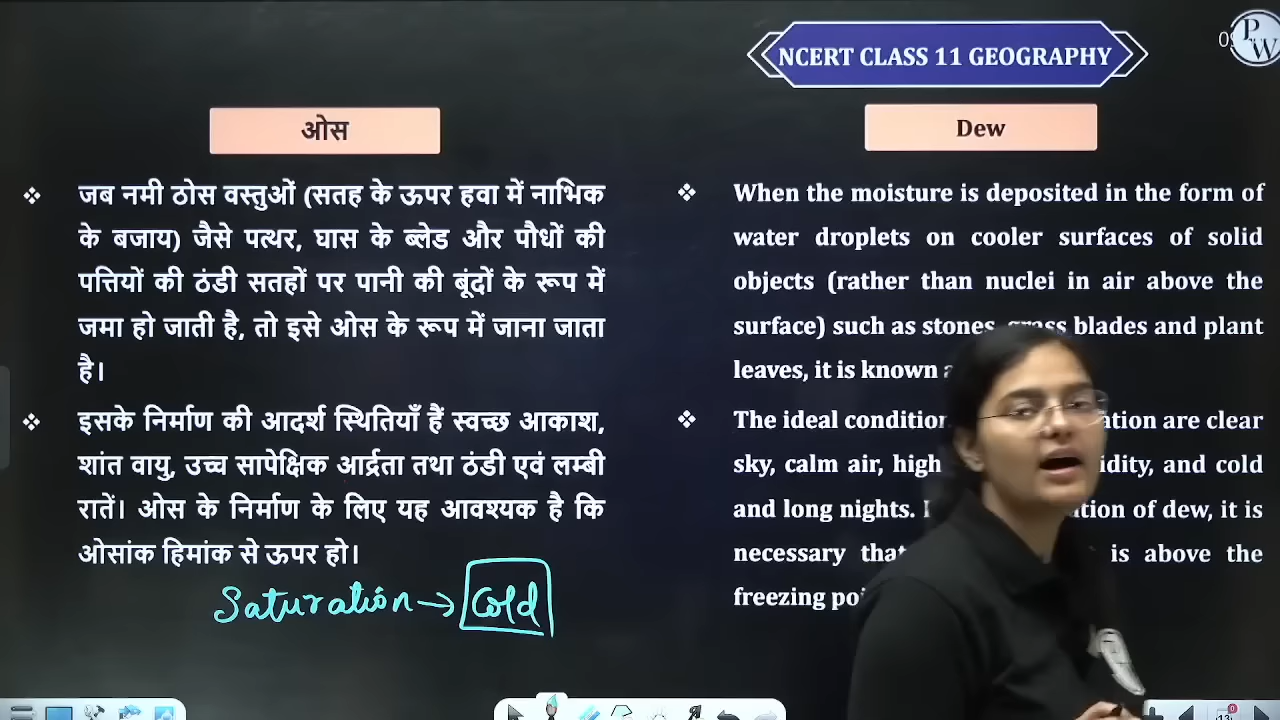 NCERT CLASS 11 GEOGRAPHY
PW
ओस
❖ जब नमी ठोस वस्तुओं (सतह के ऊपर हवा में नाभिक
के बजाय) जैसे पत्थर, घास के ब्लेड और पौधों की
पत्तियों की ठंडी सतहों पर पानी की बूंदों के रूप में
जमा हो जाती है, तो इसे ओस के रूप में जाना जाता
है।
❖ इसके निर्माण की आदर्श स्थितियाँ हैं स्वच्छ आकाश,
शांत वायु, उच्च सापेक्षिक आर्द्रता तथा ठंडी एवं लम्बी
रातें। ओस के निर्माण के लिए यह आवश्यक है कि
ओसांक हिमांक से ऊपर हो।
Saturation → Cold
Dew
❖ When the moisture is deposited in the form of
water droplets on cooler surfaces of solid
objects (rather than nuclei in air above the
surface) such as stones, grass blades and plant
leaves, it is known
❖ The ideal condition are clear
sky, calm air, high and cold
and long nights. of dew, it is
necessary that is above the
freezing